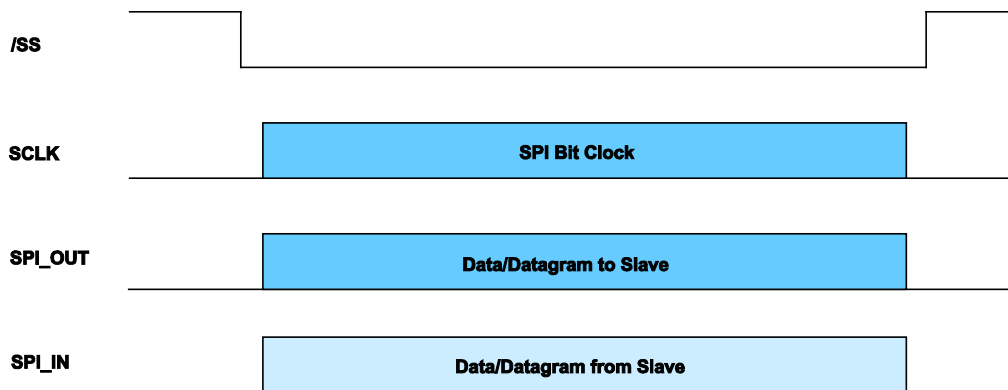 /SS
SCLK
SPI Bit Clock
SPI_OUT
Data/Datagram to Slave
SPI_IN
Data/Datagram from Slave